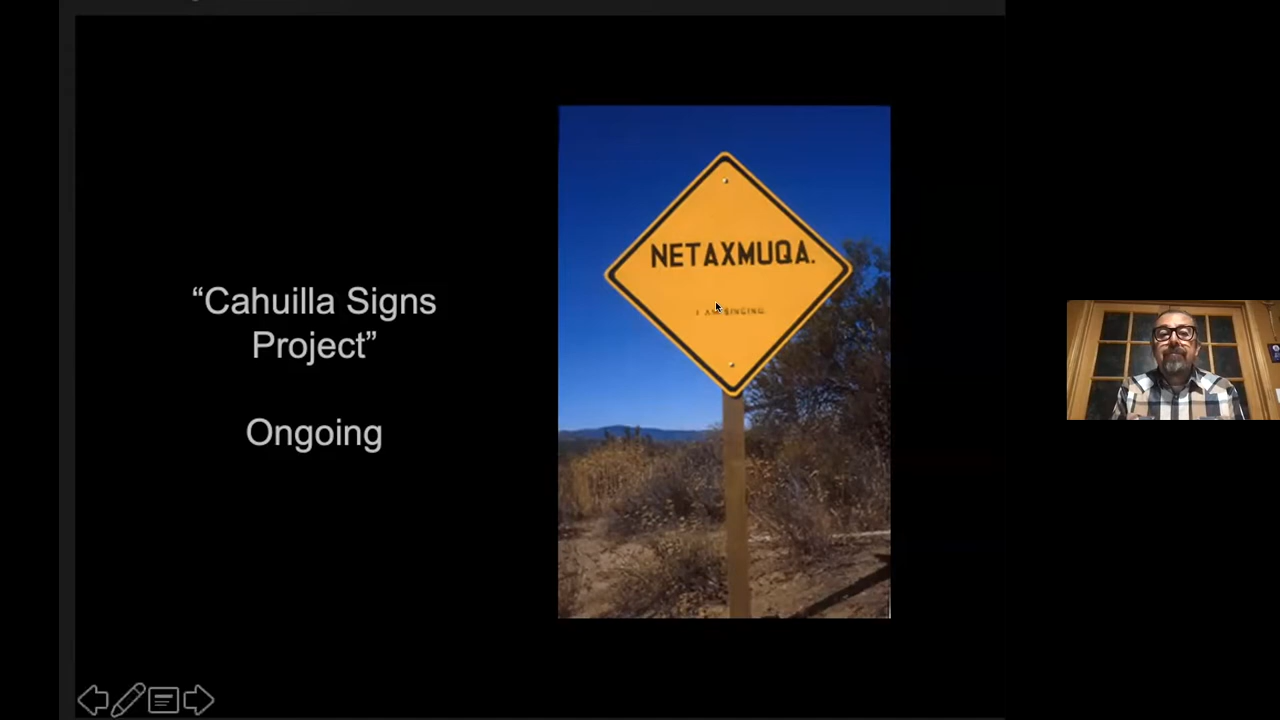 “Cahuilla Signs
Project”
Ongoing
NETAXMUQA.
I AM SINGING